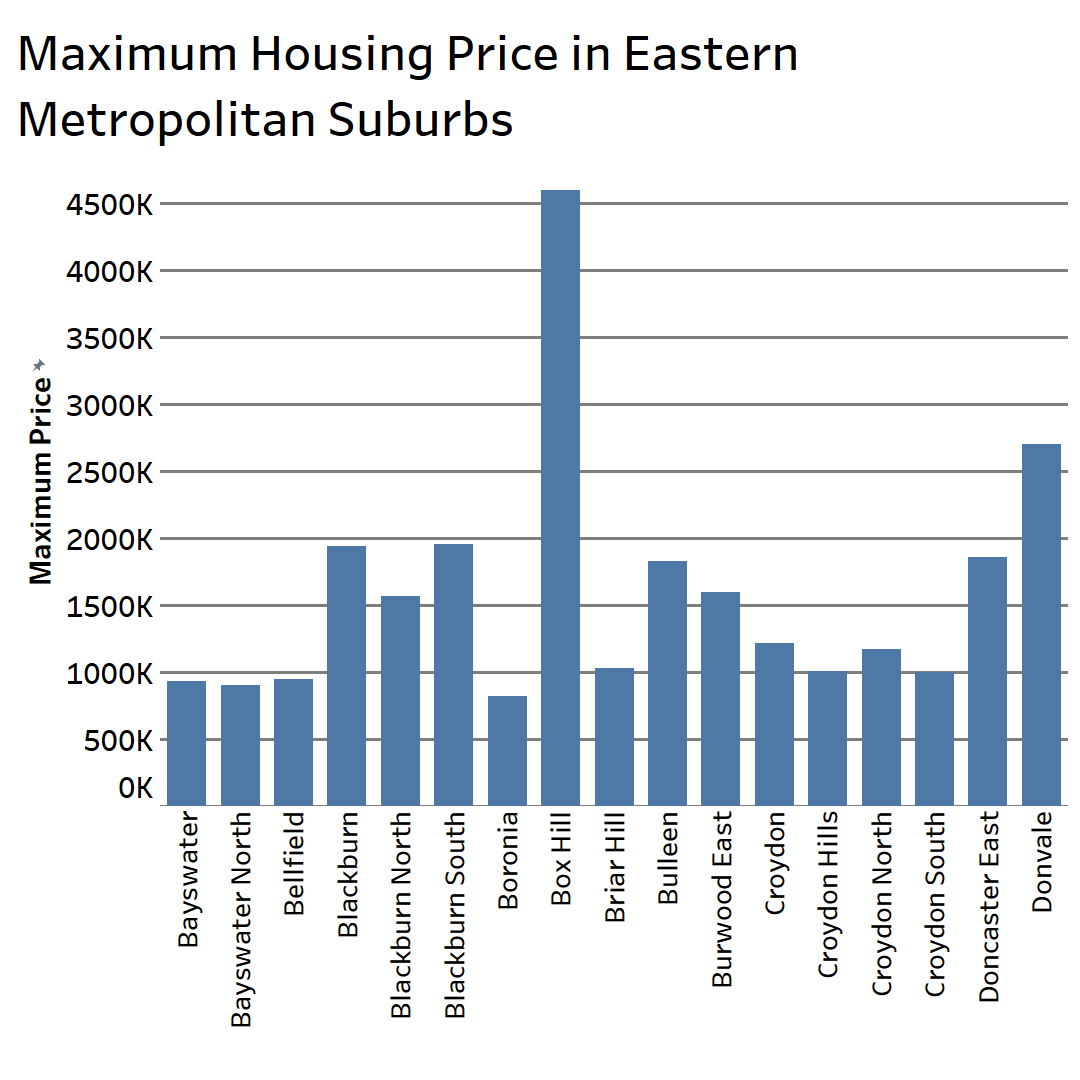 Maximum Housing Price in Eastern
Metropolitan Suburbs
Maximum Price
4500K
4000K
3500K
3000K
2500K
2000K
1500K
1000K
500K
0K
Bayswater
Bayswater North
Bellfield
Blackburn
Blackburn North
Blackburn South
Boronia
Box Hill
Briar Hill
Bulleen
Burwood East
Croydon
Croydon Hills
Croydon North
Croydon South
Doncaster East
Donvale